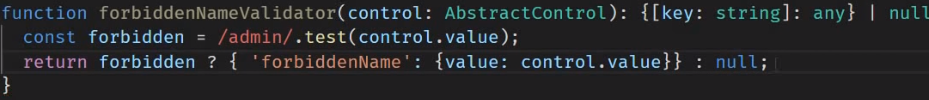 function forbiddenNameValidator(control: AbstractControl): {[key: string]: any} | null
const forbidden = /admin/.test(control.value);
return forbidden ? { 'forbiddenName': {value: control.value}} : null;
}